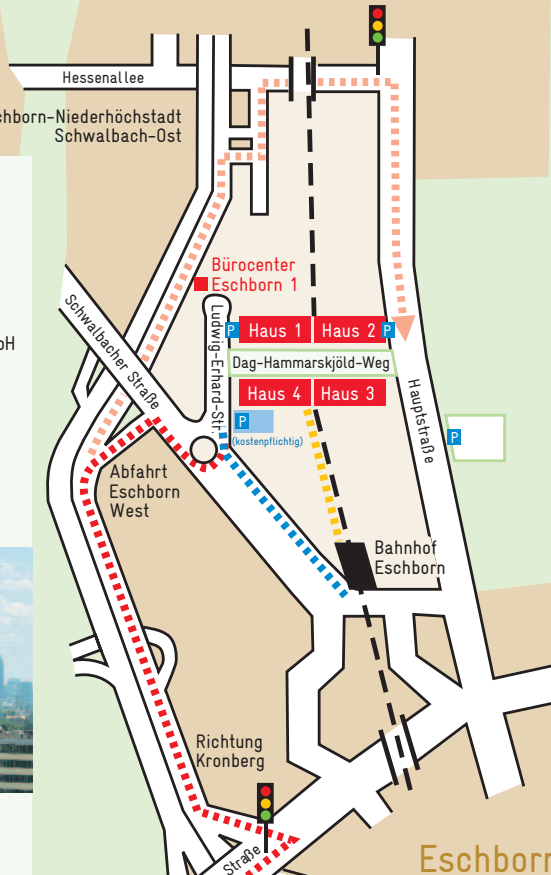 Hessenallee
chborn-Niederhöchstadt
Schwalbach-Ost
Bürocenter
Eschborn 1
Schwalbacher Straße
Ludwig-Erhard-Str.
P
Haus 1
Haus 2
P
bH
Dag-Hammarskjöld-Weg
Haus 4
Haus 3
Hauptstraße
P
(kostenpflichtig)
P
Abfahrt
Eschborn
West
Bahnhof
Eschborn
Richtung
Kronberg
Straße
Eschborn